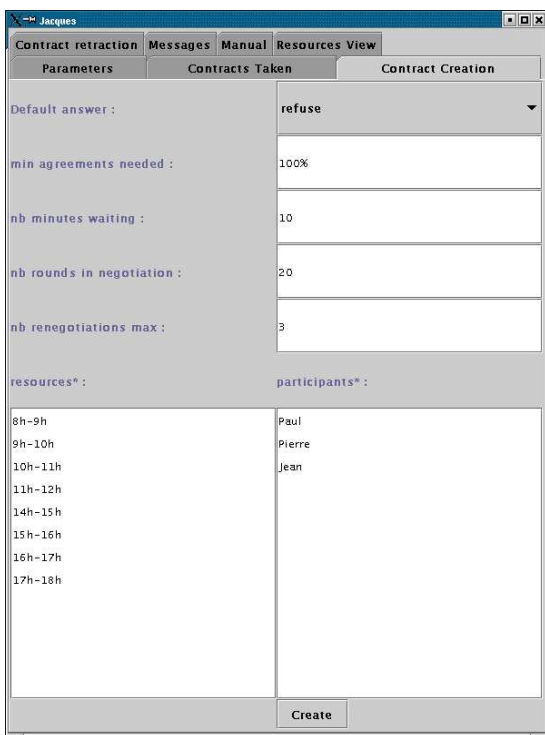 Jacques
Contract retraction Messages Manual Resources View
Parameters Contracts Taken Contract Creation
Default answer : refuse
min agreements needed : 100%
nb minutes waiting : 10
nb rounds in negotiation : 20
nb renegotiations max : 3
resources* : participants* :
8h-9h Paul
9h-10h Pierre
10h-11h Jean
11h-12h
14h-15h
15h-16h
16h-17h
17h-18h
Create